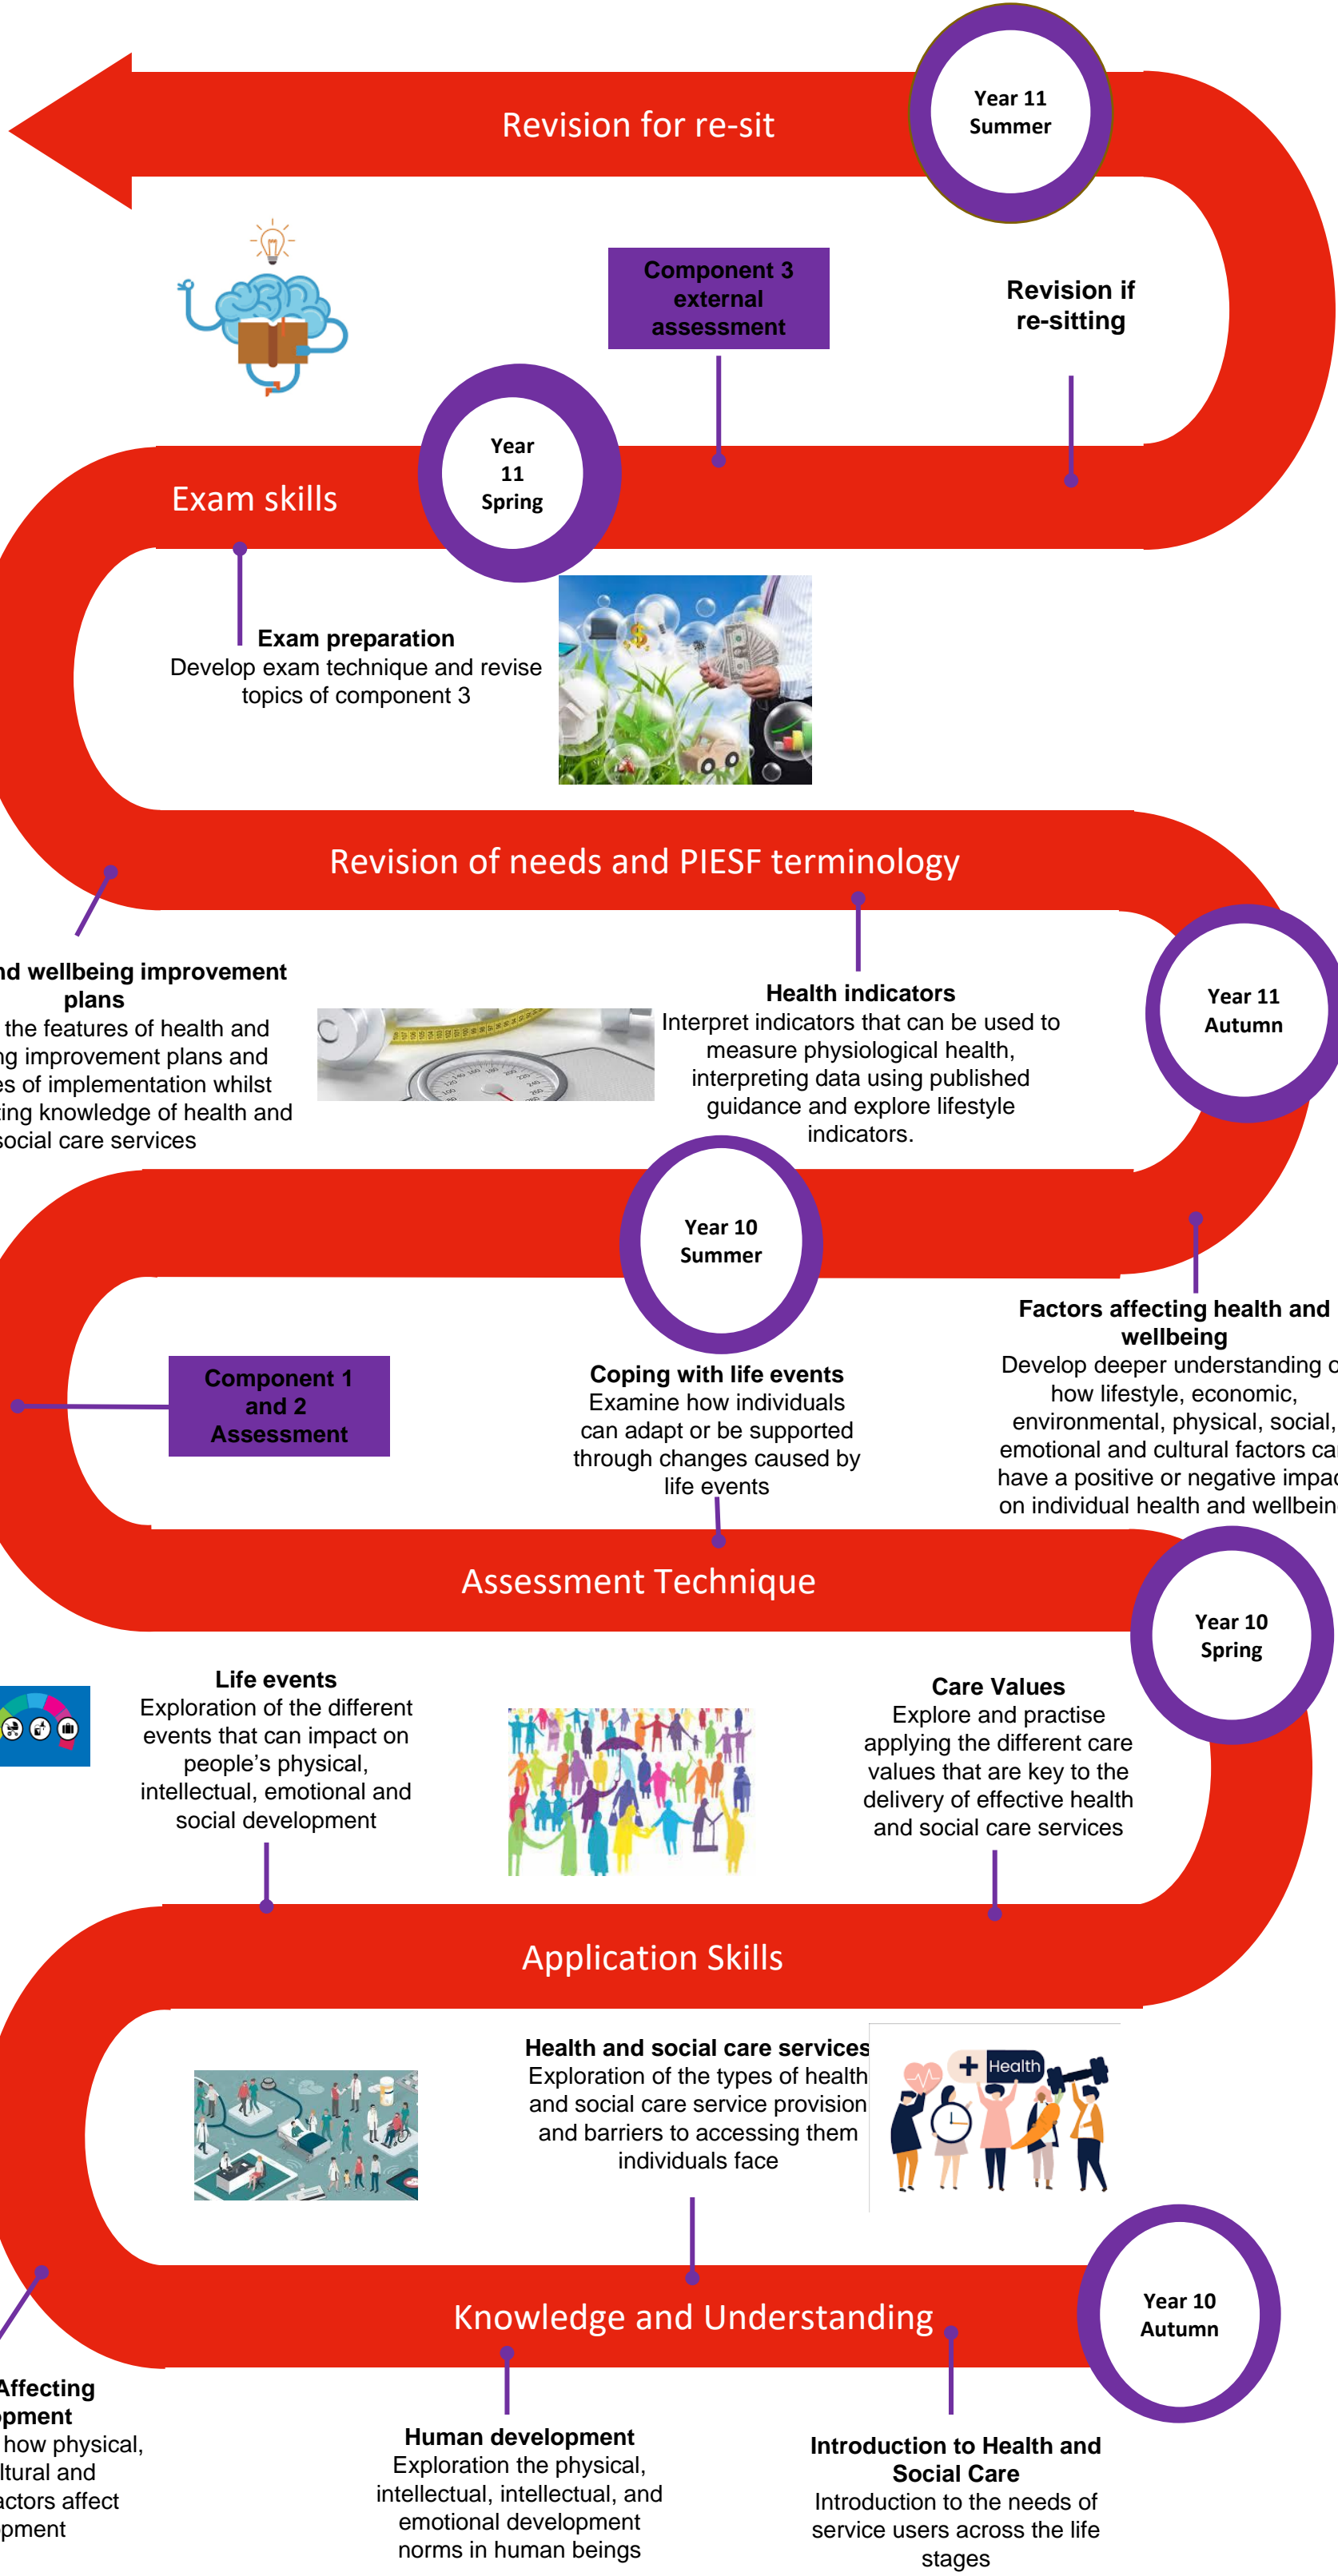 Revision for re-sit
Year 11
Summer
Component 3
external
assessment
Revision if
re-sitting
Exam skills
Year
11
Spring
Exam preparation
Develop exam technique and revise
topics of component 3
Revision of needs and PIESF terminology
nd wellbeing improvement
plans
the features of health and
ng improvement plans and
es of implementation whilst
ting knowledge of health and
social care services
Health indicators
Interpret indicators that can be used to
measure physiological health,
interpreting data using published
guidance and explore lifestyle
indicators.
Year 11
Autumn
Year 10
Summer
Component 1
and 2
Assessment
Coping with life events
Examine how individuals
can adapt or be supported
through changes caused by
life events
Factors affecting health and
wellbeing
Develop deeper understanding o
how lifestyle, economic,
environmental, physical, social,
emotional and cultural factors can
have a positive or negative impac
on individual health and wellbein
Assessment Technique
Year 10
Spring
Life events
Exploration of the different
events that can impact on
people's physical,
intellectual, emotional and
social development
Care Values
Explore and practise
applying the different care
values that are key to the
delivery of effective health
and social care services
Application Skills
Health and social care services
Exploration of the types of health
and social care service provision
and barriers to accessing them
individuals face
Health
Knowledge and Understanding
Year 10
Autumn
Affecting
pment
how physical,
ltural and
actors affect
pment
Human development
Exploration the physical,
intellectual, intellectual, and
emotional development
norms in human beings
Introduction to Health and
Social Care
Introduction to the needs of
service users across the life
stages